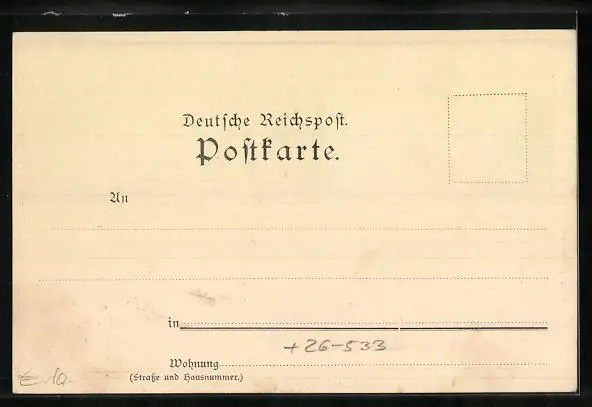 Deutsche Reichspost.
Postkarte.
An
in
+26-533
Wohnung
(Straße und Hausnummer.)